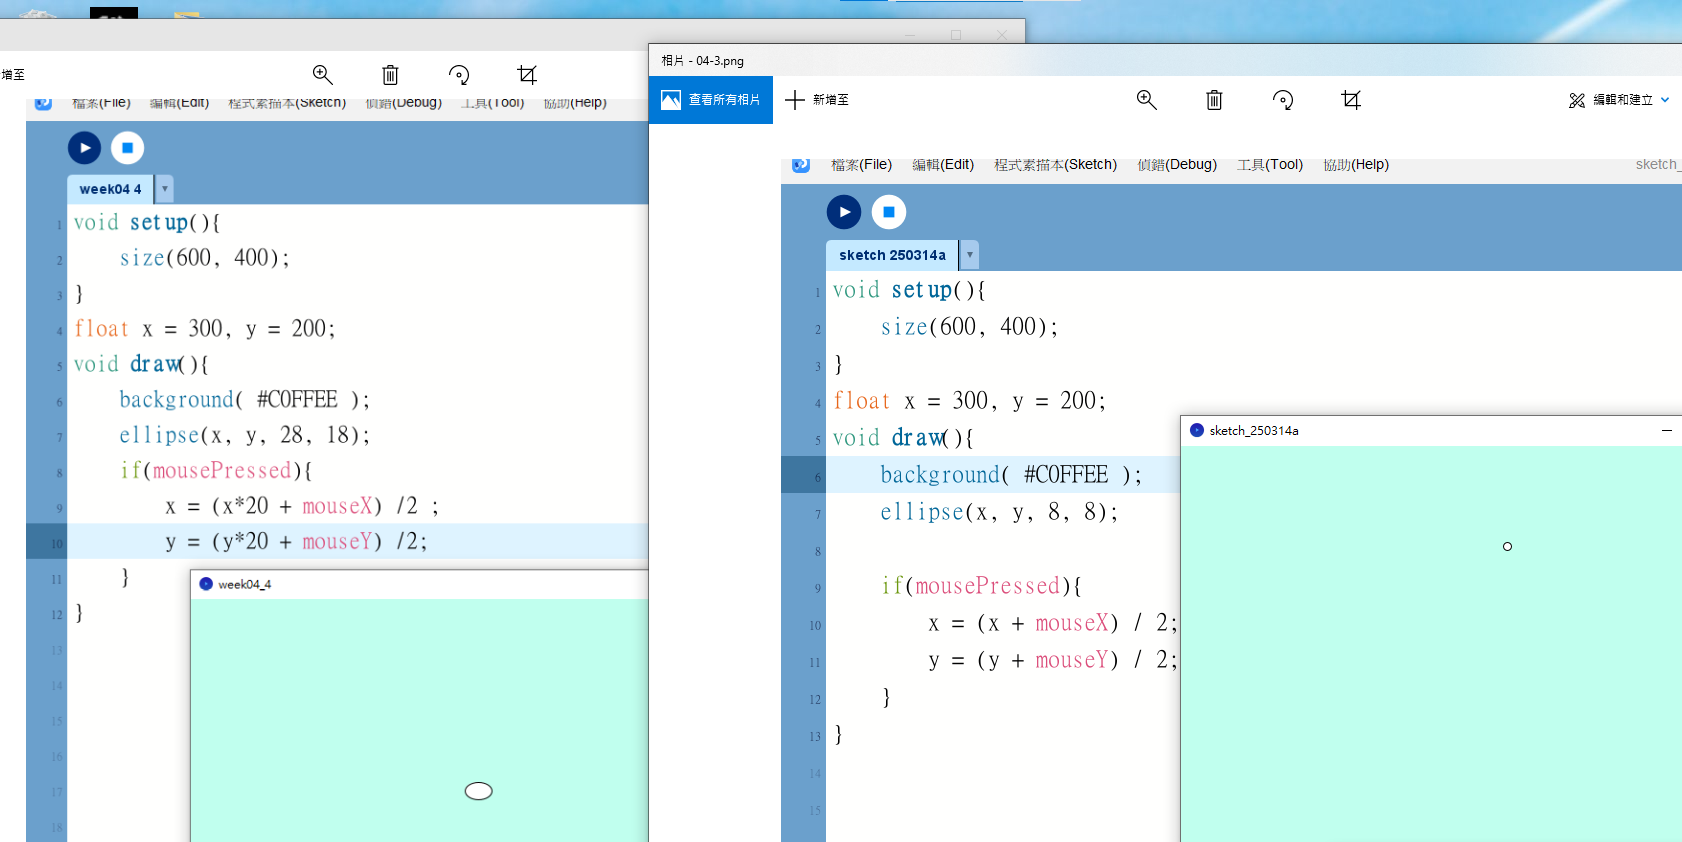 增至
檔案(File) 編輯(Edit) 程式素描本(Sketch) 偵錯(Debug) 工具(Tool) 協助(Help)
week04 4
1 void setup(){
2 size(600, 400);
3 }
4 float x = 300, y = 200;
5 void draw(){
6 background( #C0FFEE );
7 ellipse(x, y, 28, 18);
8 if(mousePressed){
9 x = (x*20 + mouseX) /2 ;
10 y = (y*20 + mouseY) /2;
11 }
12 }
13
14
15
16
17
18
week04_4
相片 - 04-3.png
查看所有相片 新增至 編輯和建立
檔案(File) 編輯(Edit) 程式素描本(Sketch) 偵錯(Debug) 工具(Tool) 協助(Help) sketch_
sketch 250314a
1 void setup(){
2 size(600, 400);
3 }
4 float x = 300, y = 200;
5 void draw(){
6 background( #C0FFEE );
7 ellipse(x, y, 8, 8);
8
9 if(mousePressed){
10 x = (x + mouseX) / 2;
11 y = (y + mouseY) / 2;
12 }
13 }
14
15
sketch_250314a